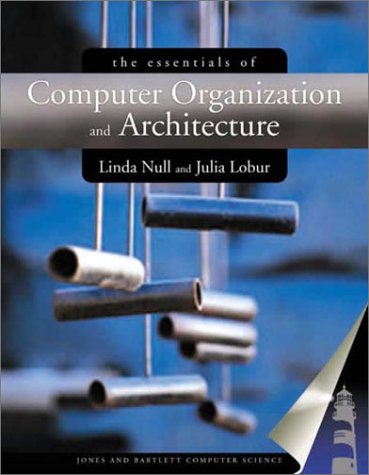 the essentials of
Computer Organization
and Architecture
Linda Null and Julia Lobur
JONES AND BARTLETT COMPUTER SCIENCE